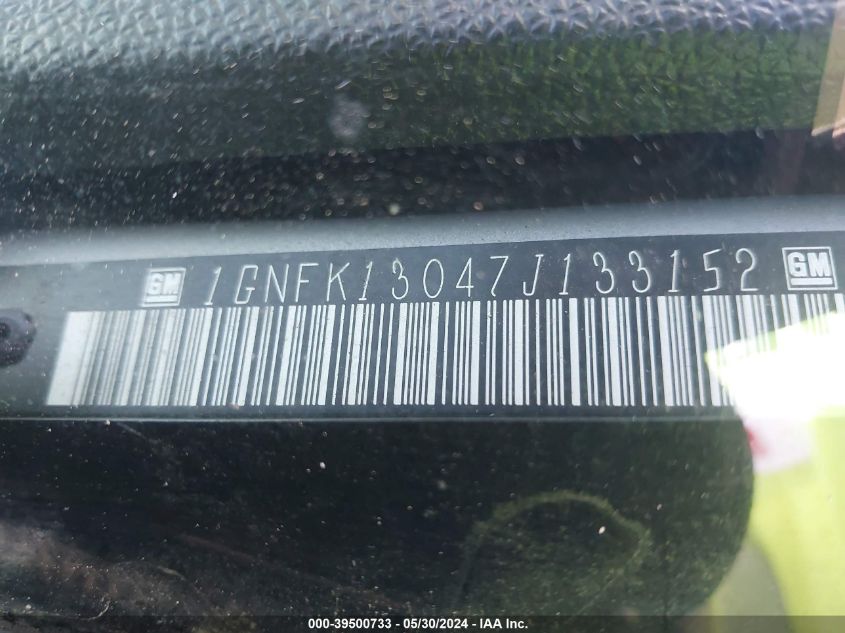 GM 1GNFK13047J133152 GM
000-39500733 - 05/30/2024 - IAA Inc.